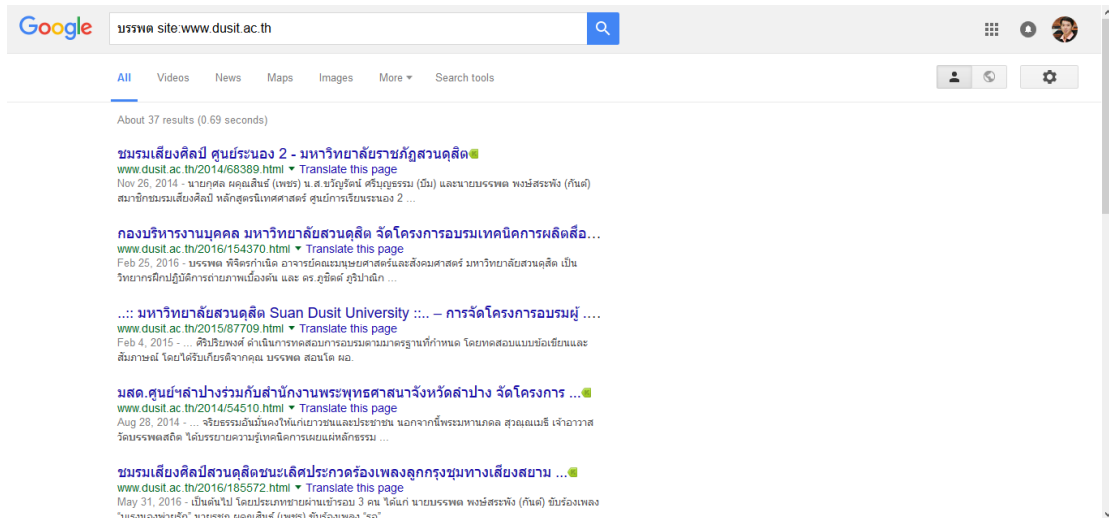 Google
บรรพต site:www.dusit.ac.th
All Videos News Maps Images More Search tools
About 37 results (0.69 seconds)
ชมรมเสียงศิลป์ ศูนย์ระนอง 2 - มหาวิทยาลัยราชภัฏสวนดุสิต
www.dusit.ac.th/2014/68389.html Translate this page
Nov 26, 2014 - นายกุศล ผคุณสินธ์ (เพชร) น.ส.ขวัญรัตน์ ศรีบุญธรรม (บีม) และนายบรรพต พงษ์สระพัง (กันต์)
สมาชิกชมรมเสียงศิลป์ หลักสูตรนิเทศศาสตร์ ศูนย์การเรียนระนอง 2 ...
กองบริหารงานบุคคล มหาวิทยาลัยสวนดุสิต จัดโครงการอบรมเทคนิคการผลิตสื่อ...
www.dusit.ac.th/2016/154370.html Translate this page
Feb 25, 2016 - บรรพต พิจิตรกำเนิด อาจารย์คณะมนุษยศาสตร์และสังคมศาสตร์ มหาวิทยาลัยสวนดุสิต เป็น
วิทยากรฝึกปฏิบัติการถ่ายภาพเบื้องต้น และ ดร.ภูชิตต์ ภูริปาณิก ...
..:: มหาวิทยาลัยสวนดุสิต Suan Dusit University ::.. – การจัดโครงการอบรมผู้ ....
www.dusit.ac.th/2015/87709.html Translate this page
Feb 4, 2015 - ... ศิริปริยพงศ์ ดำเนินการทดสอบการอบรมตามมาตรฐานที่กำหนด โดยทดสอบแบบข้อเขียนและ
สัมภาษณ์ โดยได้รับเกียรติจากคุณ บรรพต สอนโต ผอ.
มสด.ศูนย์ฯลำปางร่วมกับสำนักงานพระพุทธศาสนาจังหวัดลำปาง จัดโครงการ ...
www.dusit.ac.th/2014/54510.html Translate this page
Aug 28, 2014 - ... จริยธรรมอันมั่นคงให้แก่เยาวชนและประชาชน นอกจากนี้พระมหานภดล สุวณฺณเมธี เจ้าอาวาส
วัดบรรพตสถิต ได้บรรยายความรู้เทคนิคการเผยแผ่หลักธรรม ...
ชมรมเสียงศิลป์สวนดุสิตชนะเลิศประกวดร้องเพลงลูกกรุงชุมทางเสียงสยาม ...
www.dusit.ac.th/2016/185572.html Translate this page
May 31, 2016 - เป็นต้นไป โดยประเภทชายผ่านเข้ารอบ 3 คน ได้แก่ นายบรรพต พงษ์สระพัง (กันต์) ขับร้องเพลง